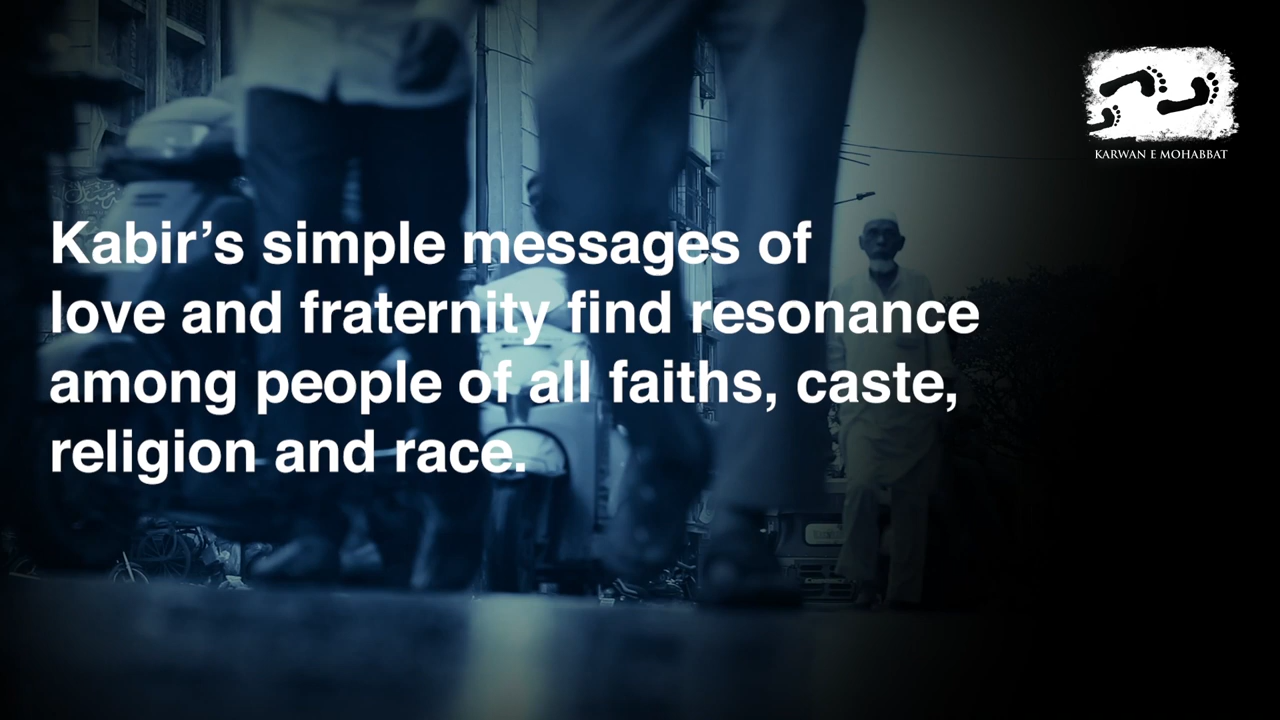 KARWAN E MOHABBAT
Kabir’s simple messages of
love and fraternity find resonance
among people of all faiths, caste,
religion and race.